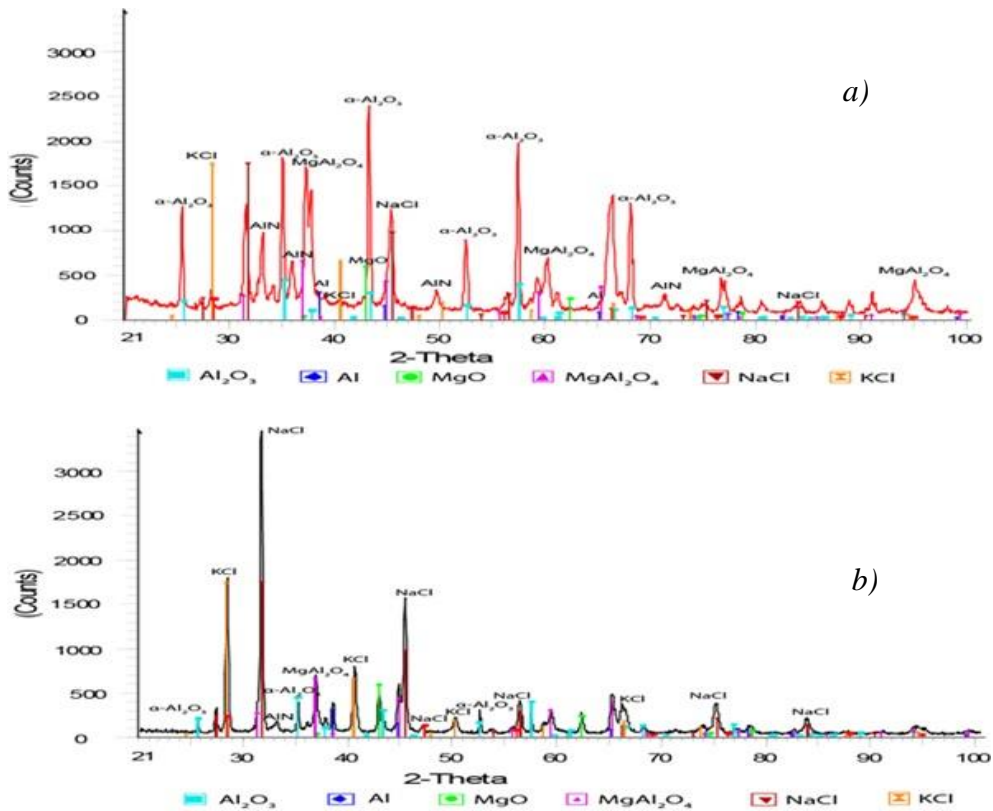 a)
3000
2500
2000
1500
1000
500
0
(Counts)
α-Al₂O₃
KCl
AlN
AlN
α-Al₂O₃
MgAl₂O₄
Al
KCl
α-Al₂O₃
MgO
NaCl
AlN
α-Al₂O₃
α-Al₂O₃
MgAl₂O₄
Al
α-Al₂O₃
AlN
MgAl₂O₄
NaCl
MgAl₂O₄
21 30 40 50 60 70 80 90 100
2-Theta
Al₂O₃ Al MgO MgAl₂O₄ NaCl KCl
b)
3000
2500
2000
1500
1000
500
0
(Counts)
α-Al₂O₃
KCl
NaCl
AlN
α-Al₂O₃
MgAl₂O₄
KCl
NaCl
NaCl
KCl
α-Al₂O₃
NaCl
KCl
NaCl
NaCl
21 30 40 50 60 70 80 90 100
2-Theta
Al₂O₃ Al MgO MgAl₂O₄ NaCl KCl